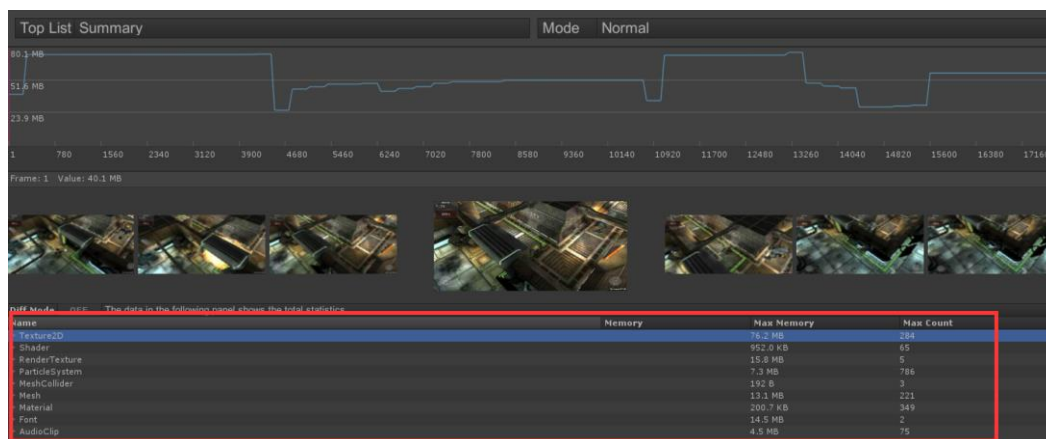 Top List Summary Mode Normal
80.1 MB
51.6 MB
23.9 MB
1 780 1560 2340 3120 3900 4680 5460 6240 7020 7800 8580 9360 10140 10920 11700 12480 13260 14040 14820 15600 16380 1716
Frame: 1 Value: 40.1 MB
Diff Mode OFF The data in the following panel shows the total statistics
Name Memory Max Memory Max Count
Texture2D 76.2 MB 284
Shader 952.0 KB 65
RenderTexture 15.8 MB 5
ParticleSystem 7.3 MB 786
MeshCollider 192 B 3
Mesh 13.1 MB 221
Material 200.7 KB 349
Font 14.5 MB 2
AudioClip 4.5 MB 75